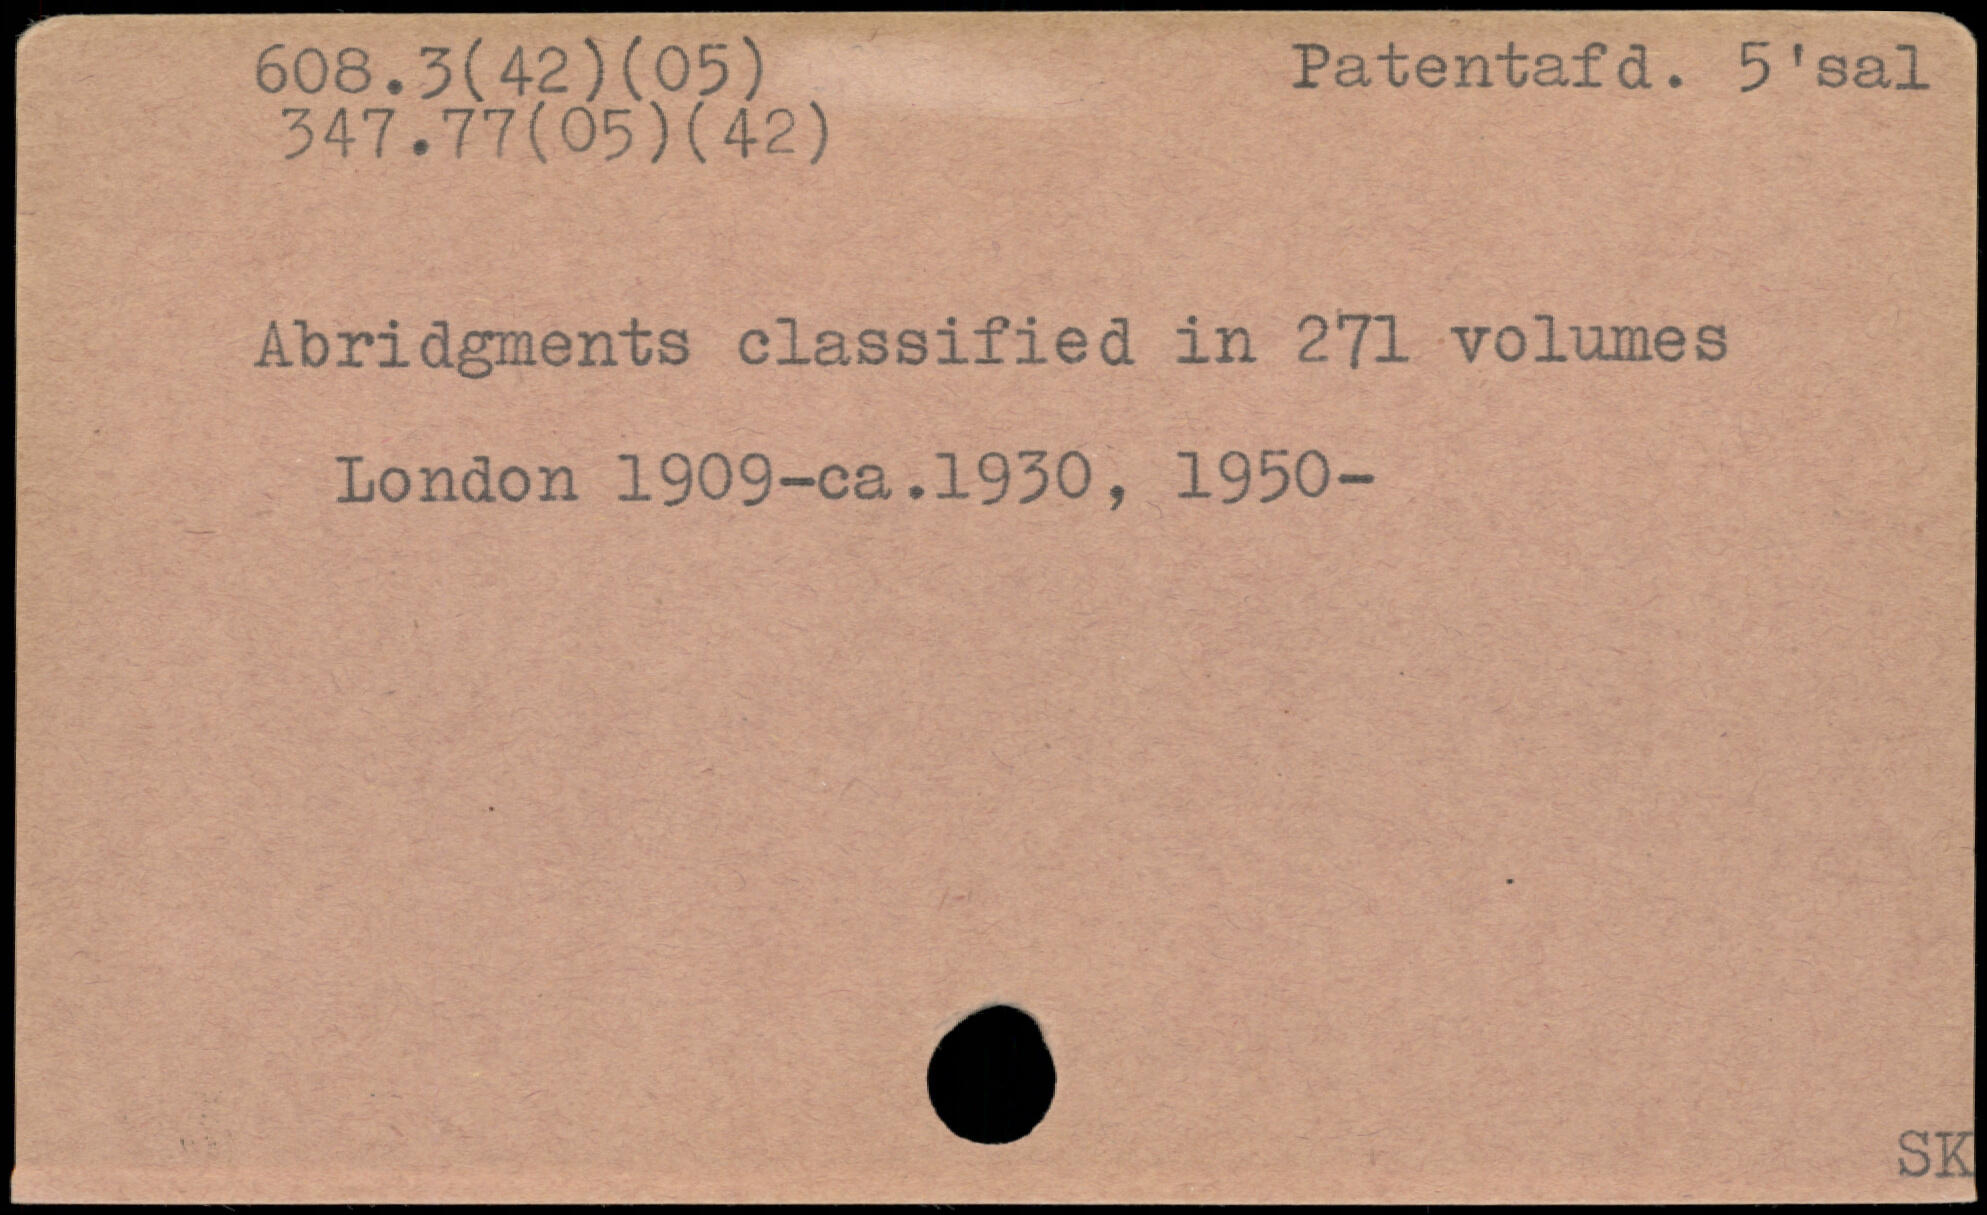 608.3(42)(05) Patentafd. 5'sal
347.77(05)(42)
Abridgments classified in 271 volumes
London 1909-ca.1930, 1950-
SK